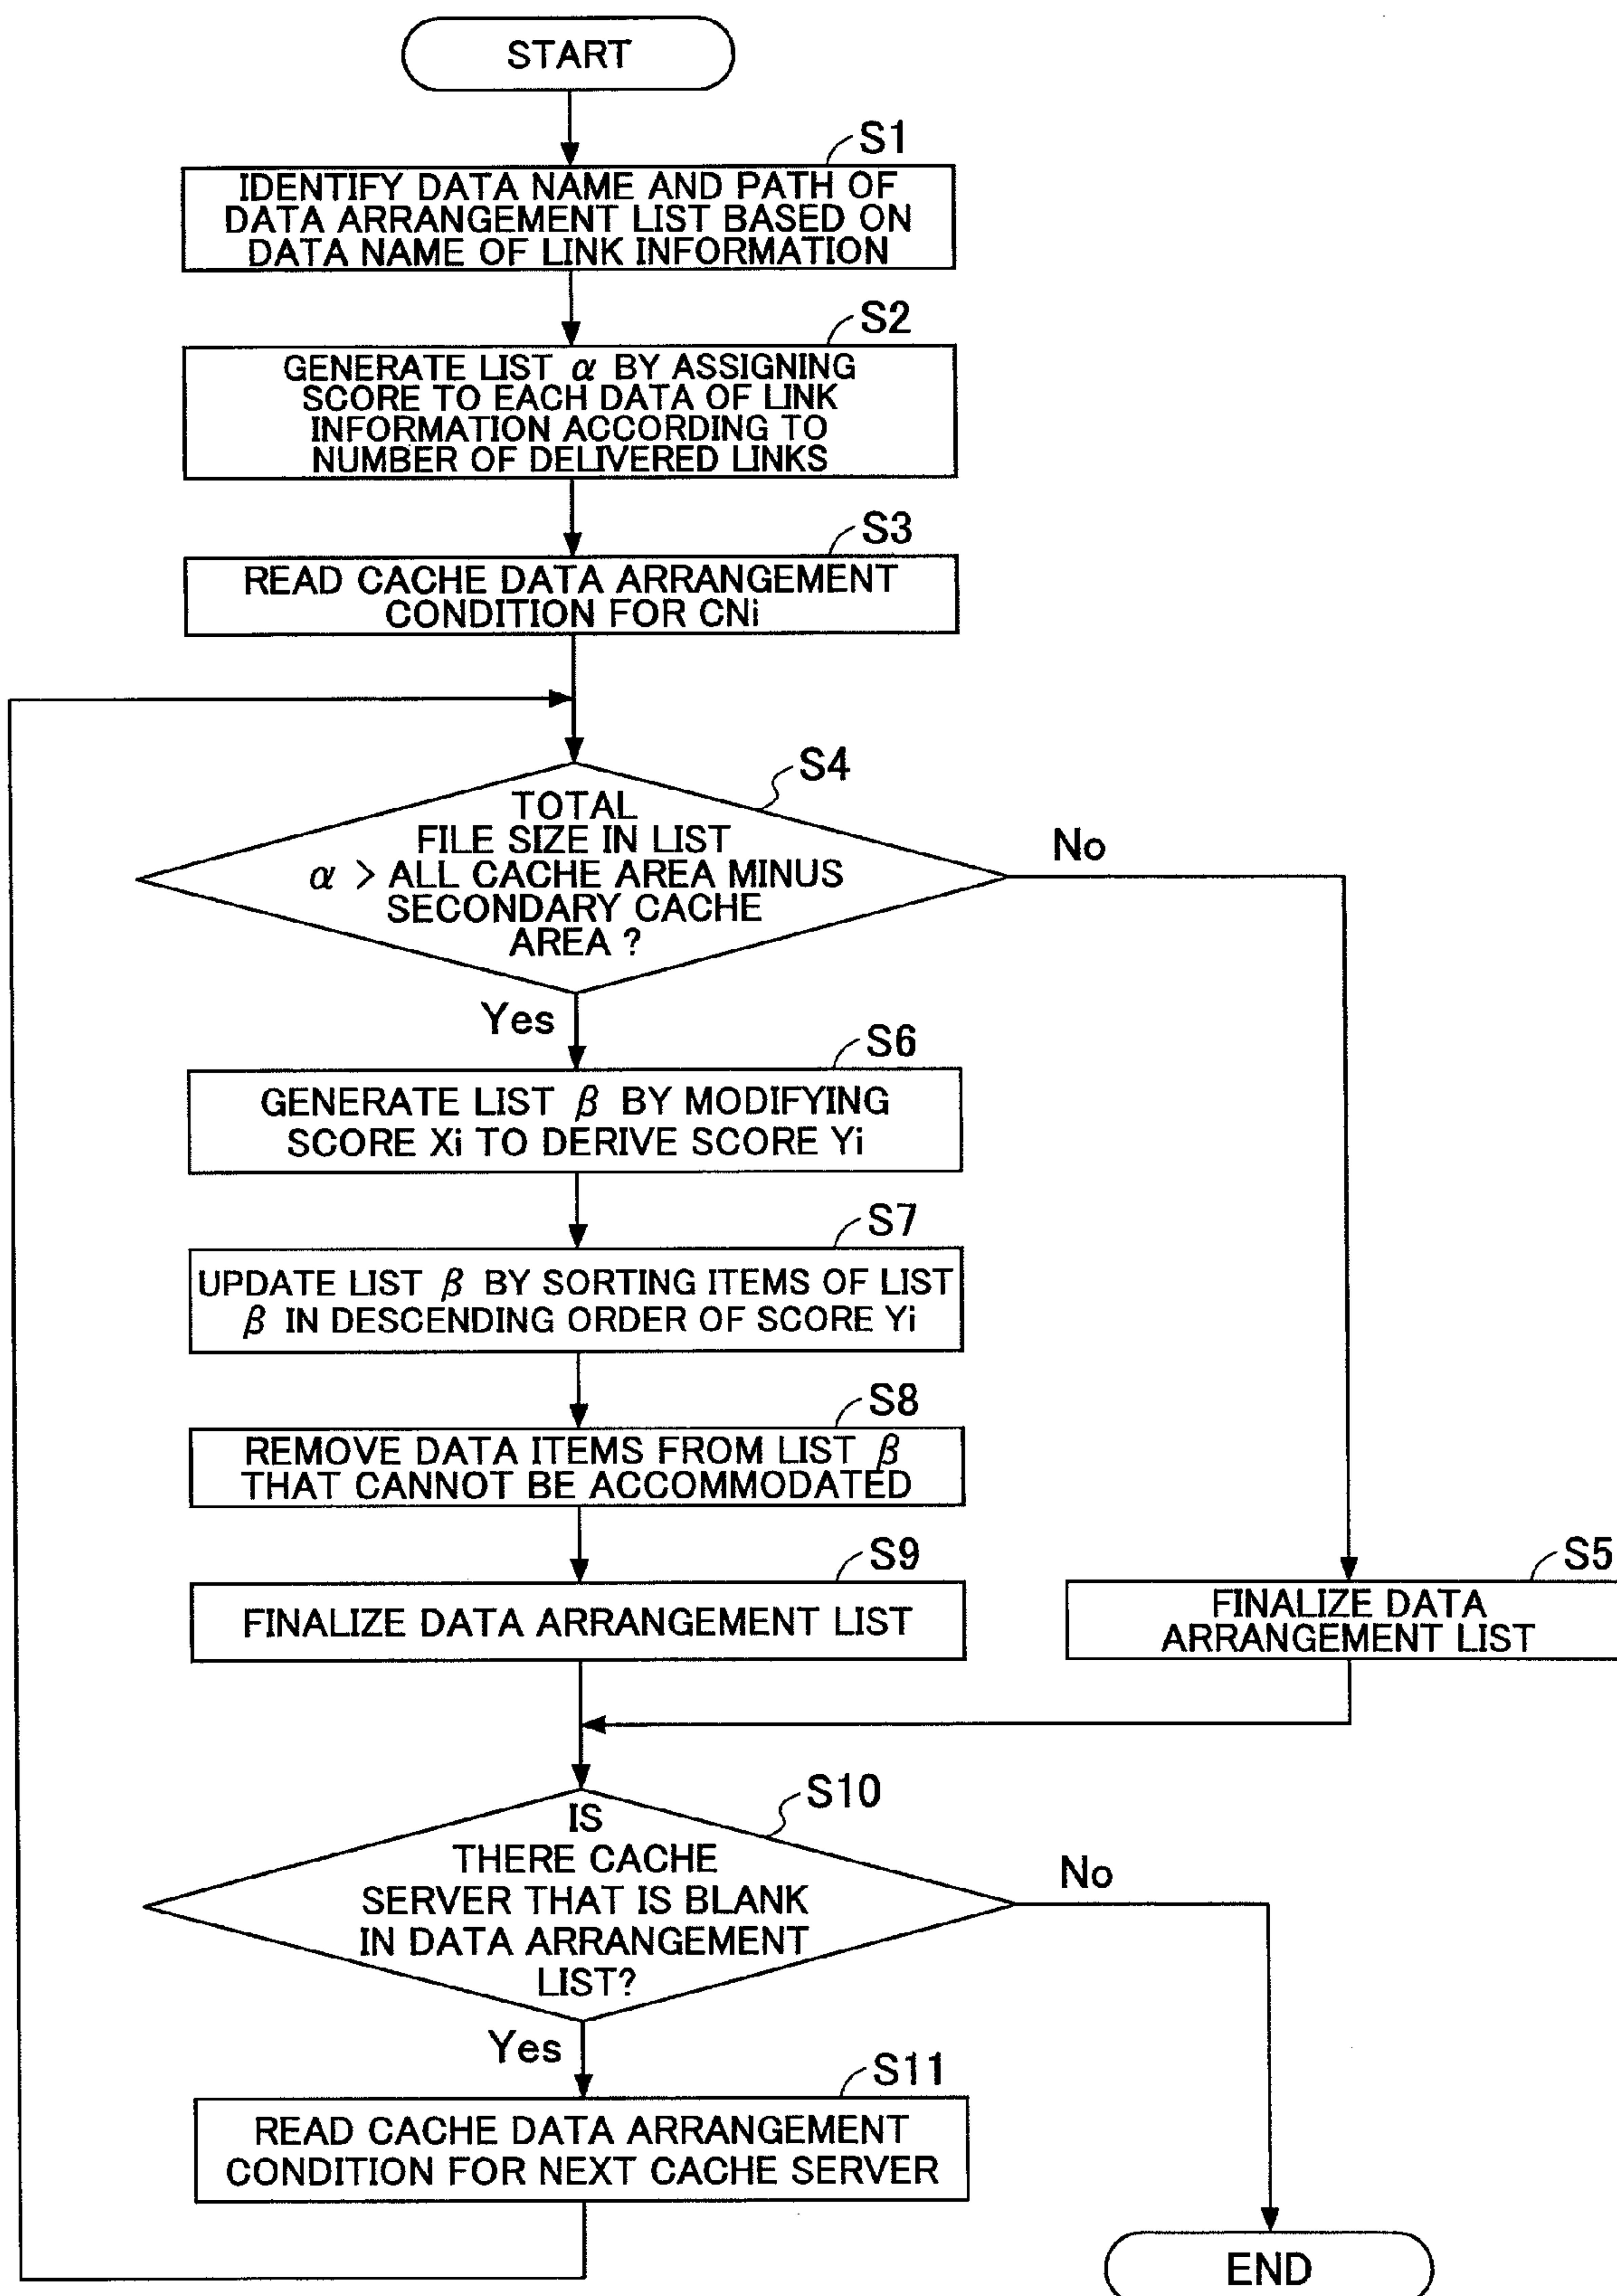 START
S1
IDENTIFY DATA NAME AND PATH OF
DATA ARRANGEMENT LIST BASED ON
DATA NAME OF LINK INFORMATION
S2
GENERATE LIST α BY ASSIGNING
SCORE TO EACH DATA OF LINK
INFORMATION ACCORDING TO
NUMBER OF DELIVERED LINKS
S3
READ CACHE DATA ARRANGEMENT
CONDITION FOR CNi
S4
TOTAL
FILE SIZE IN LIST
α > ALL CACHE AREA MINUS
SECONDARY CACHE
AREA ?
No
Yes
S6
GENERATE LIST β BY MODIFYING
SCORE Xi TO DERIVE SCORE Yi
S7
UPDATE LIST β BY SORTING ITEMS OF LIST
β IN DESCENDING ORDER OF SCORE Yi
S8
REMOVE DATA ITEMS FROM LIST β
THAT CANNOT BE ACCOMMODATED
S9
FINALIZE DATA ARRANGEMENT LIST
S5
FINALIZE DATA
ARRANGEMENT LIST
S10
IS
THERE CACHE
SERVER THAT IS BLANK
IN DATA ARRANGEMENT
LIST?
No
Yes
S11
READ CACHE DATA ARRANGEMENT
CONDITION FOR NEXT CACHE SERVER
END